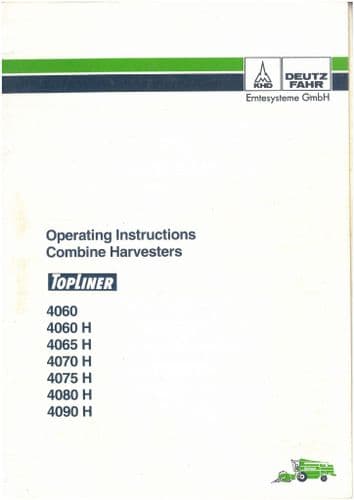 KHD
DEUTZ
FAHR
Erntesysteme GmbH
Operating Instructions
Combine Harvesters
TOPLINER
4060
4060 H
4065 H
4070 H
4075 H
4080 H
4090 H